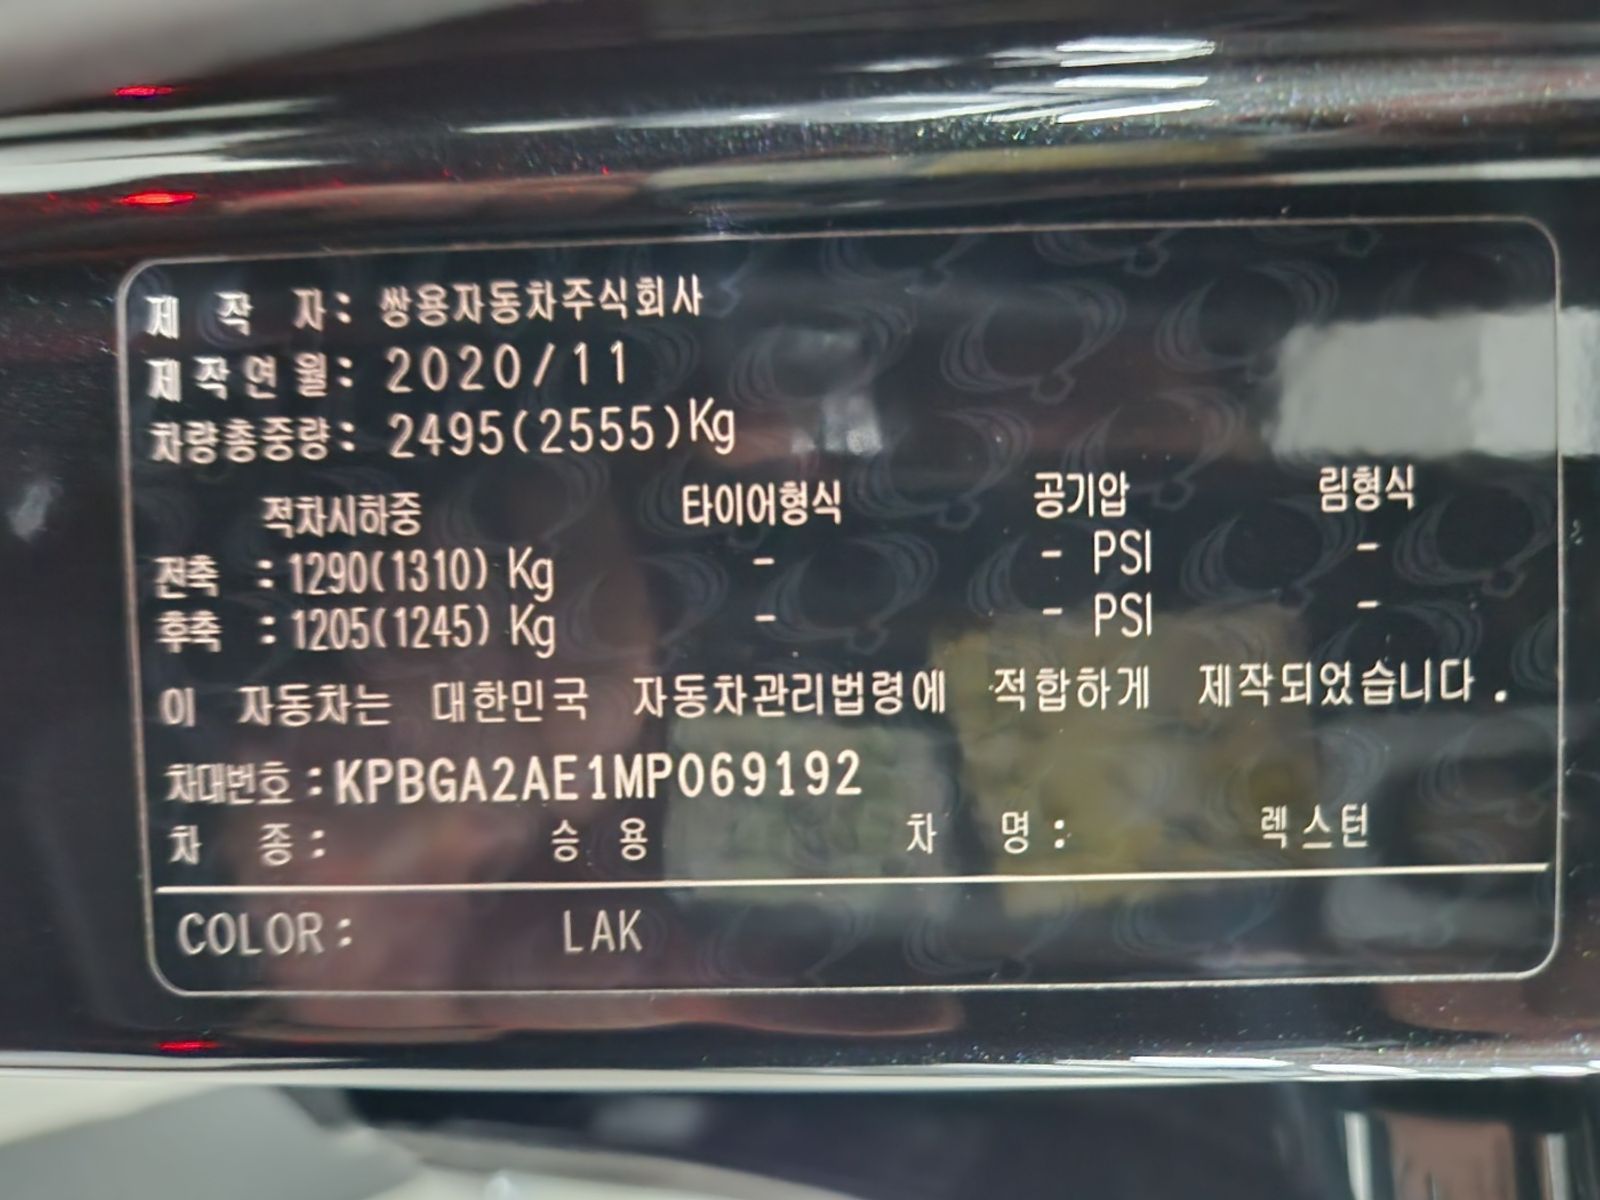 제 작 자: 쌍용자동차주식회사
제작연월: 2020/11
차량총중량: 2495(2555)Kg
적차시하중 타이어형식 공기압 림형식
전축 : 1290(1310) Kg - - PSI -
후축 : 1205(1245) Kg - - PSI -
이 자동차는 대한민국 자동차관리법령에 적합하게 제작되었습니다.
차대번호:KPBGA2AE1MP069192
차 종: 승 용 차 명: 렉스턴
COLOR: LAK